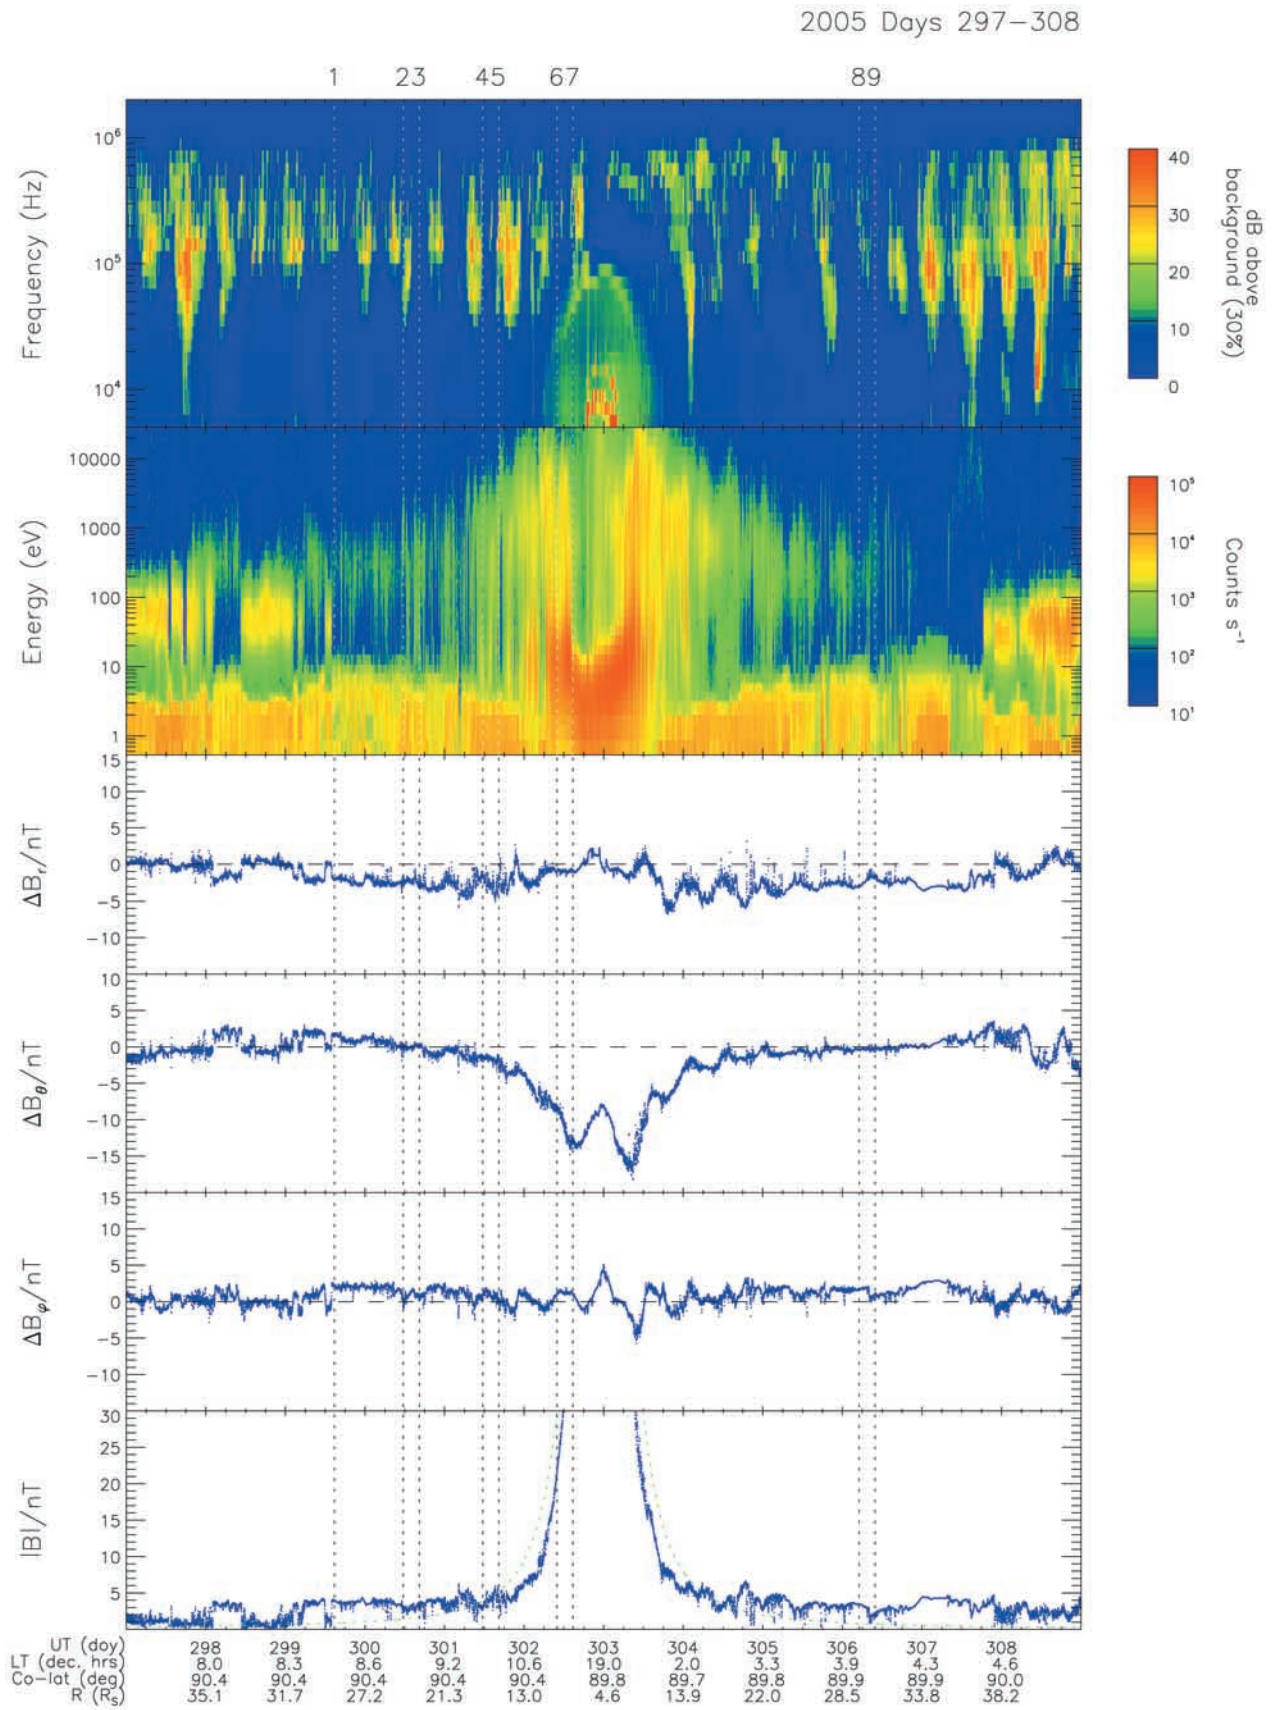 2005 Days 297-308
1 23 45 67 89
Frequency (Hz)
10⁶
10⁵
10⁴
40
30
20
10
0
dB above
background (30%)
Energy (eV)
10000
1000
100
10
1
10⁵
10⁴
10³
10²
10¹
Counts s⁻¹
ΔBᵣ/nT
15
10
5
0
-5
-10
ΔB_θ/nT
10
5
0
-5
-10
-15
ΔB_φ/nT
15
10
5
0
-5
-10
|B|/nT
30
25
20
15
10
5
UT (doy) 298 299 300 301 302 303 304 305 306 307 308
LT (dec. hrs) 8.0 8.3 8.6 9.2 10.6 19.0 2.0 3.3 3.9 4.3 4.6
Co-lat (deg) 90.4 90.4 90.4 90.4 90.4 89.8 89.7 89.8 89.9 89.9 90.0
R (Rₛ) 35.1 31.7 27.2 21.3 13.0 4.6 13.9 22.0 28.5 33.8 38.2